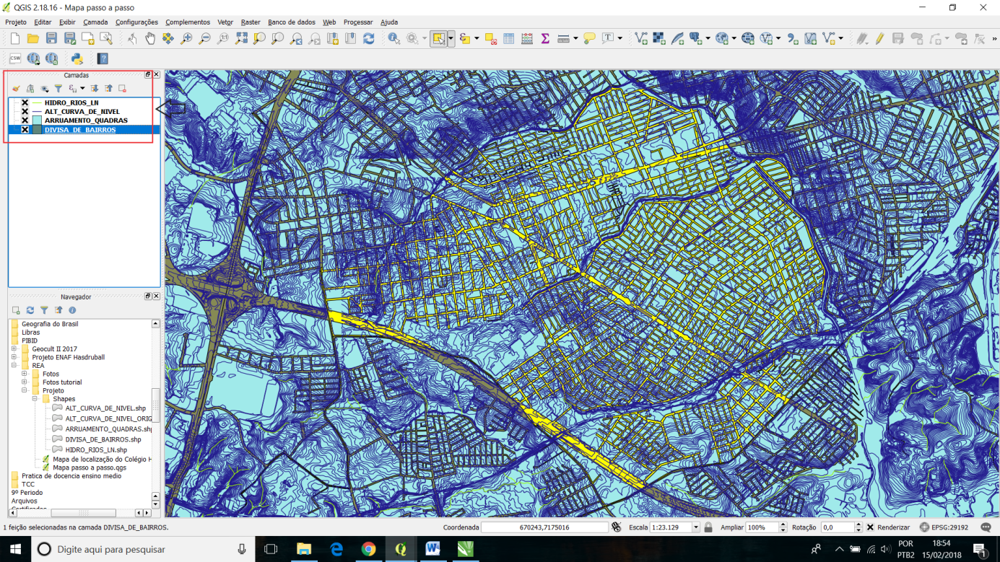 QGIS 2.18.16 - Mapa passo a passo
Projeto Editar Exibir Camada Configurações Complementos Vetor Raster Banco de dados Web Processar Ajuda
CSW
Camadas
HIDRO_RIOS_LN
ALT_CURVA_DE_NIVEL
ARRUAMENTO_QUADRAS
DIVISA_DE_BAIRROS
Navegador
Geografia do Brasil
Libras
PIBID
Geocult II 2017
Projeto ENAF Hasdruball
REA
Fotos
Fotos tutorial
Projeto
Shapes
ALT_CURVA_DE_NIVEL.shp
ALT_CURVA_DE_NIVEL_ORIG
ARRUAMENTO_QUADRAS.shp
DIVISA_DE_BAIRROS.shp
HIDRO_RIOS_LN.shp
Mapa de localização do Colégio H
Mapa passo a passo.qgs
Pratica de docencia ensino medio
TCC
9º Periodo
Arquivos
Certificados
1 feição selecionadas na camada DIVISA_DE_BAIRROS. Coordenada 670243,7175016 Escala 1:23.129 Ampliar 100% Rotação 0,0 Renderizar EPSG:29192
Digite aqui para pesquisar
POR 18:54
PTB2 15/02/2018 1